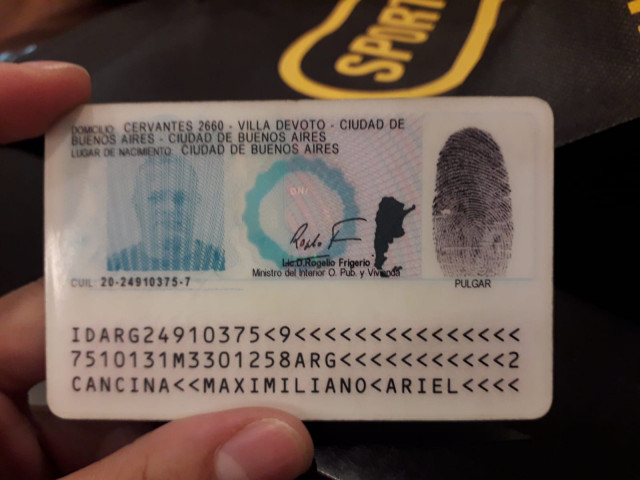 SPORT
DOMICILIO: CERVANTES 2660 - VILLA DEVOTO - CIUDAD DE
BUENOS AIRES - CIUDAD DE BUENOS AIRES
LUGAR DE NACIMIENTO: CIUDAD DE BUENOS AIRES
DNI
Lic.D.Rogelio Frigerio
Ministro del Interior O. Pub. y Vivienda
CUIL: 20-24910375-7
PULGAR
IDARG24910375<9<<<<<<<<<<<<<<<
7510131M3301258ARG<<<<<<<<<<<2
CANCINA<<MAXIMILIANO<ARIEL<<<<